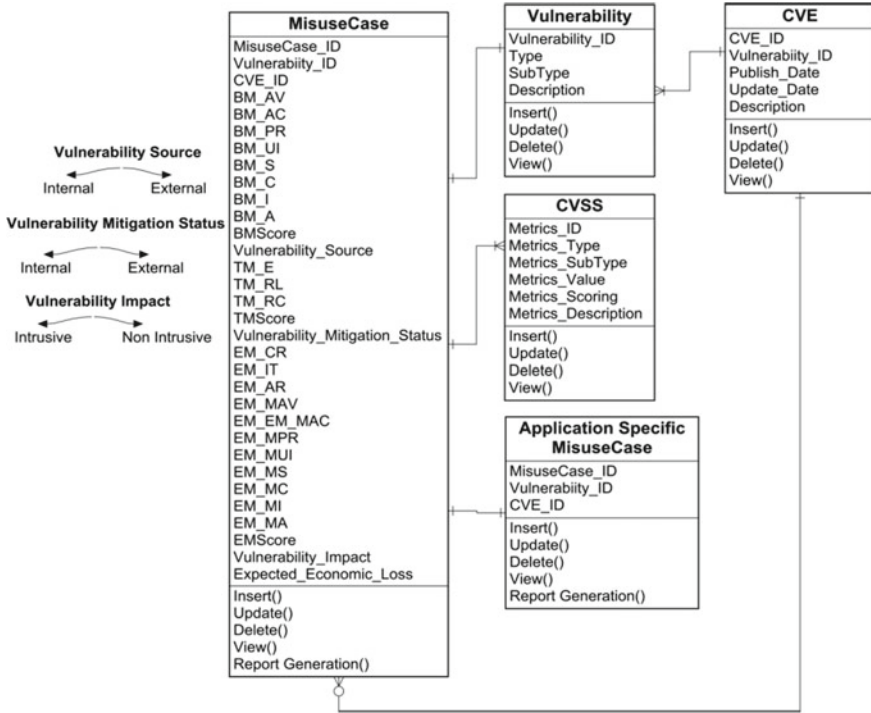 Vulnerability Source
Internal External
Vulnerability Mitigation Status
Internal External
Vulnerability Impact
Intrusive Non Intrusive
MisuseCase
MisuseCase_ID
Vulnerabiity_ID
CVE_ID
BM_AV
BM_AC
BM_PR
BM_UI
BM_S
BM_C
BM_I
BM_A
BMScore
Vulnerability_Source
TM_E
TM_RL
TM_RC
TMScore
Vulnerability_Mitigation_Status
EM_CR
EM_IT
EM_AR
EM_MAV
EM_EM_MAC
EM_MPR
EM_MUI
EM_MS
EM_MC
EM_MI
EM_MA
EMScore
Vulnerability_Impact
Expected_Economic_Loss
Insert()
Update()
Delete()
View()
Report Generation()
Vulnerability
Vulnerability_ID
Type
SubType
Description
Insert()
Update()
Delete()
View()
CVSS
Metrics_ID
Metrics_Type
Metrics_SubType
Metrics_Value
Metrics_Scoring
Metrics_Description
Insert()
Update()
Delete()
View()
Application Specific
MisuseCase
MisuseCase_ID
Vulnerabiity_ID
CVE_ID
Insert()
Update()
Delete()
View()
Report Generation()
CVE
CVE_ID
Vulnerabiity_ID
Publish_Date
Update_Date
Description
Insert()
Update()
Delete()
View()